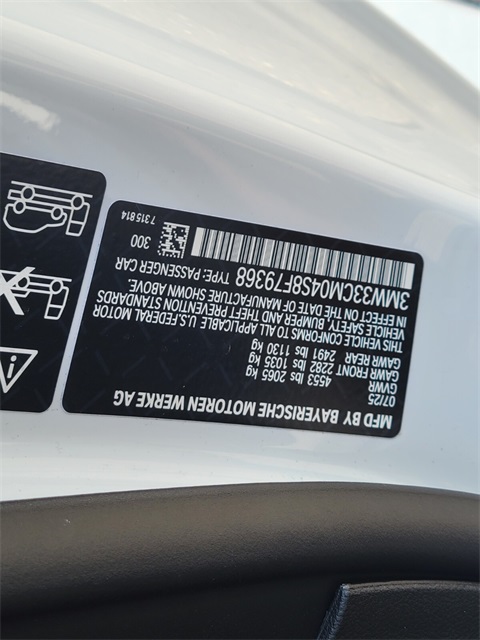 MFD BY BAYERISCHE MOTOREN WERKE AG
07/25
GVWR 4553 lbs 2065 kg
GAWR FRONT 2282 lbs 1035 kg
GAWR REAR 2491 lbs 1130 kg
THIS VEHICLE CONFORMS TO ALL APPLICABLE U.S.FEDERAL MOTOR
VEHICLE SAFETY, BUMPER AND THEFT PREVENTION STANDARDS
IN EFFECT ON THE DATE OF MANUFACTURE SHOWN ABOVE.
3MW33CM04S8F79368 TYPE: PASSENGER CAR
300
7315814